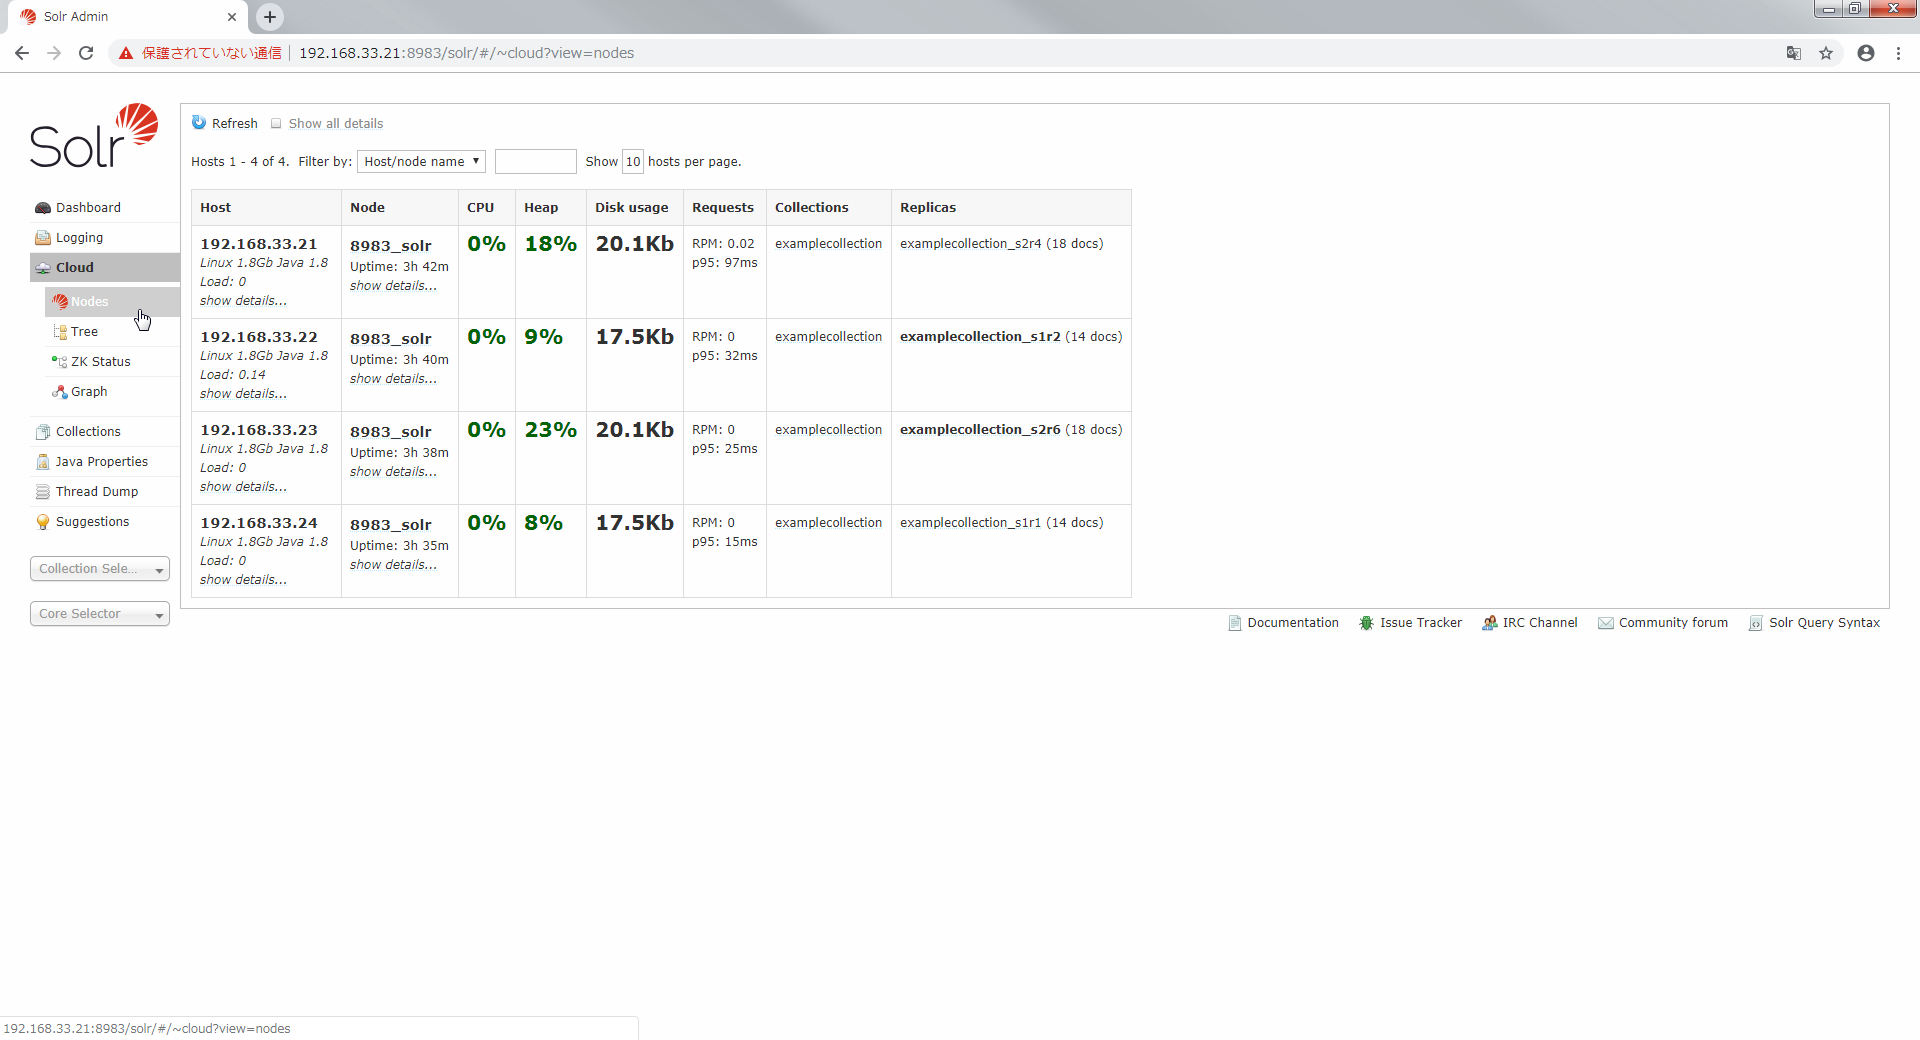 Solr Admin
保護されていない通信 192.168.33.21:8983/solr/#/~cloud?view=nodes
Solr
Dashboard
Logging
Cloud
Nodes
Tree
ZK Status
Graph
Collections
Java Properties
Thread Dump
Suggestions
Collection Sele...
Core Selector
Refresh Show all details
Hosts 1 - 4 of 4. Filter by: Host/node name Show 10 hosts per page.
Host Node CPU Heap Disk usage Requests Collections Replicas
192.168.33.21 8983_solr 0% 18% 20.1Kb RPM: 0.02 examplecollection examplecollection_s2r4 (18 docs)
Linux 1.8Gb Java 1.8 Uptime: 3h 42m p95: 97ms
Load: 0 show details...
show details...
192.168.33.22 8983_solr 0% 9% 17.5Kb RPM: 0 examplecollection examplecollection_s1r2 (14 docs)
Linux 1.8Gb Java 1.8 Uptime: 3h 40m p95: 32ms
Load: 0.14 show details...
show details...
192.168.33.23 8983_solr 0% 23% 20.1Kb RPM: 0 examplecollection examplecollection_s2r6 (18 docs)
Linux 1.8Gb Java 1.8 Uptime: 3h 38m p95: 25ms
Load: 0 show details...
show details...
192.168.33.24 8983_solr 0% 8% 17.5Kb RPM: 0 examplecollection examplecollection_s1r1 (14 docs)
Linux 1.8Gb Java 1.8 Uptime: 3h 35m p95: 15ms
Load: 0 show details...
show details...
Documentation Issue Tracker IRC Channel Community forum Solr Query Syntax
192.168.33.21:8983/solr/#/~cloud?view=nodes